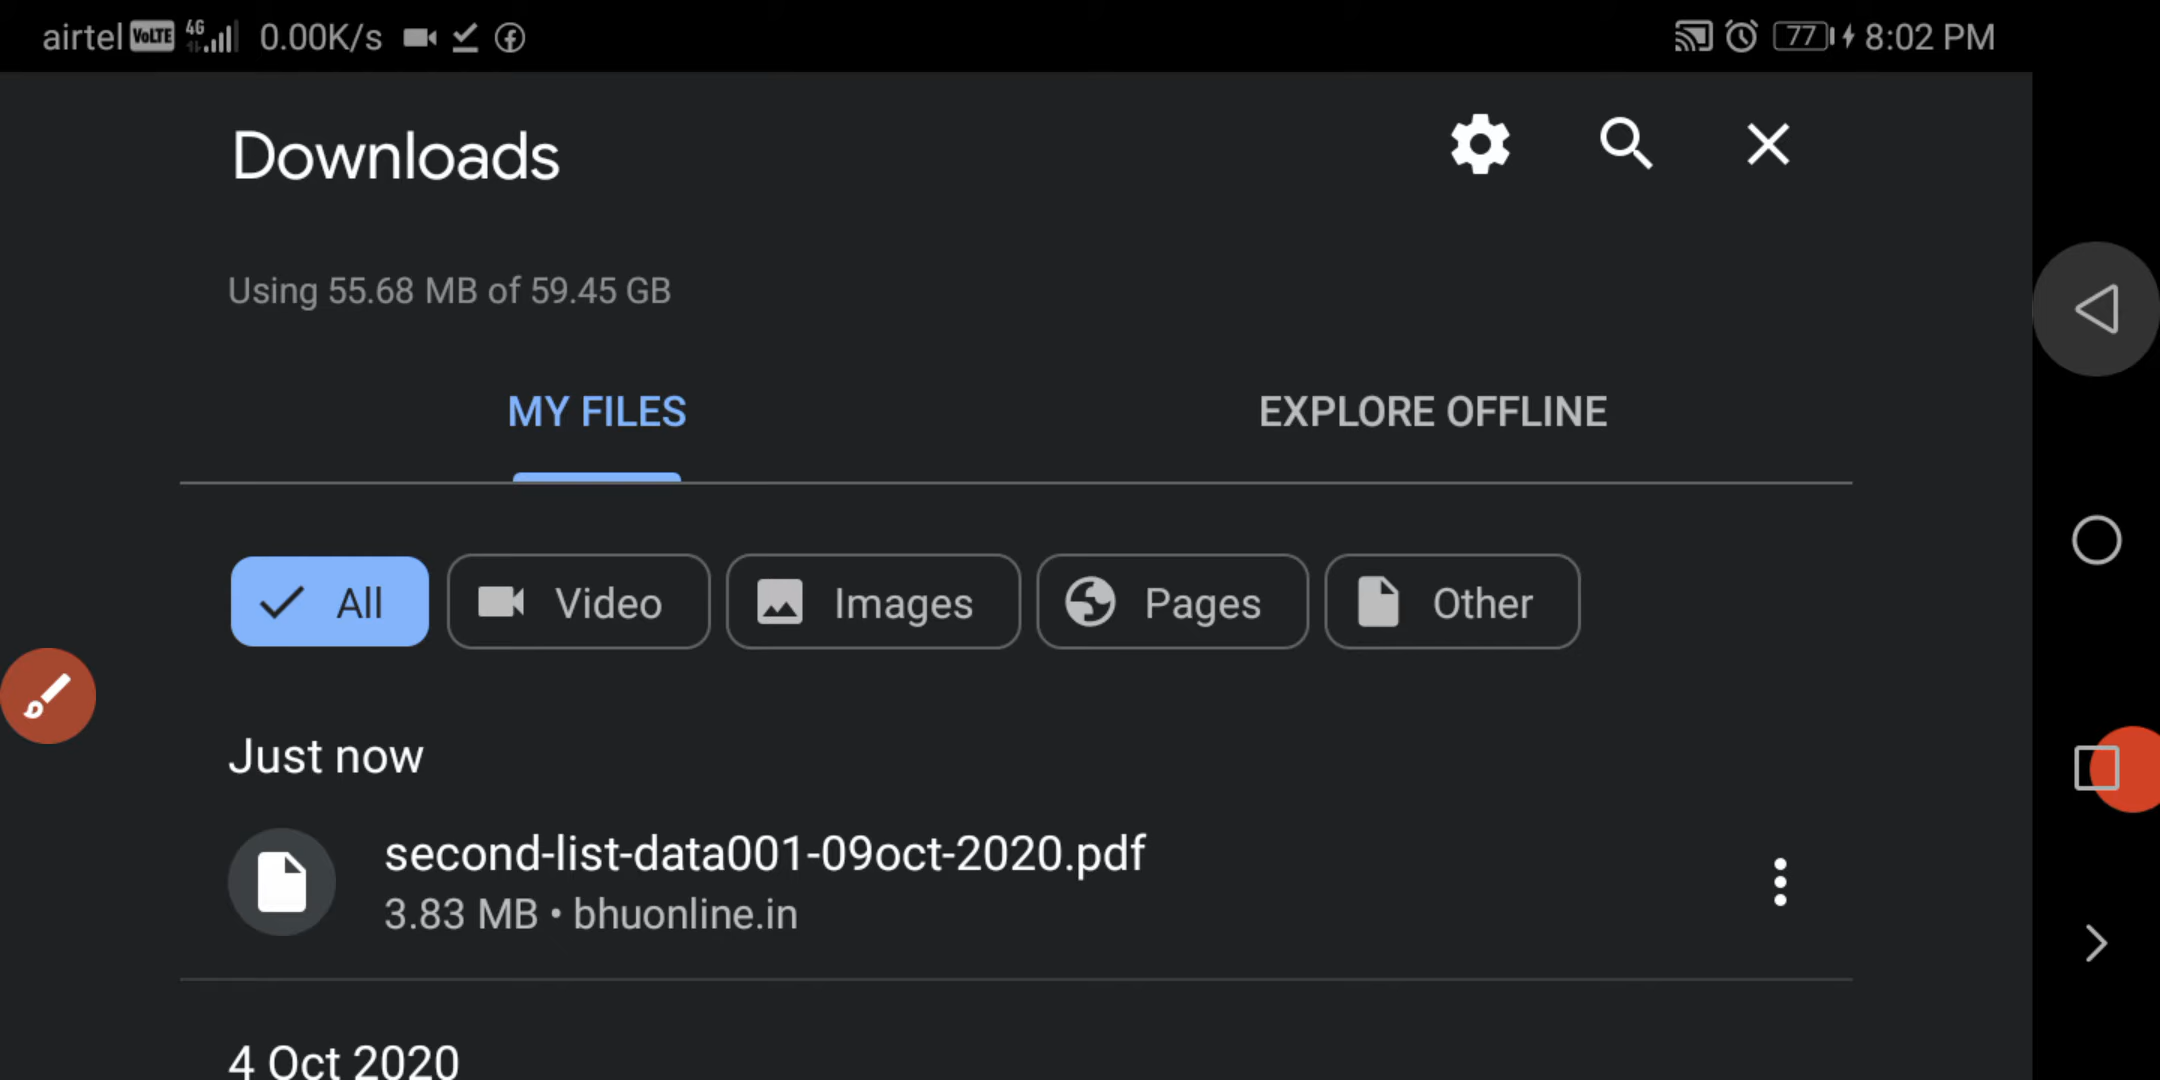 airtel VoLTE 4G 0.00K/s 77 8:02 PM
Downloads
Using 55.68 MB of 59.45 GB
MY FILES EXPLORE OFFLINE
All Video Images Pages Other
Just now
second-list-data001-09oct-2020.pdf
3.83 MB • bhuonline.in
4 Oct 2020